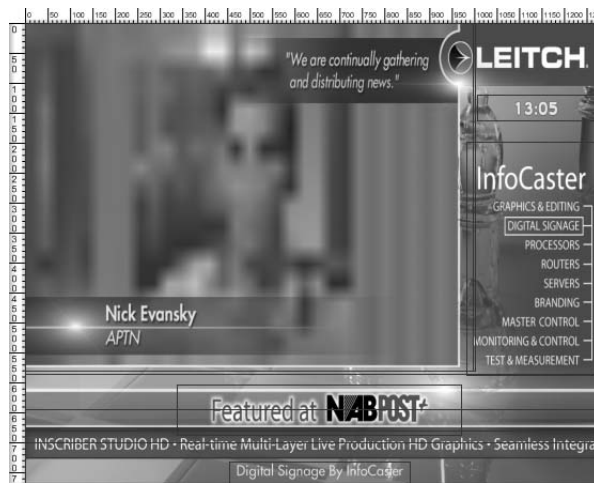 "We are continually gathering
and distributing news."
LEITCH
13:05
InfoCaster
GRAPHICS & EDITING
DIGITAL SIGNAGE
PROCESSORS
ROUTERS
SERVERS
BRANDING
MASTER CONTROL
MONITORING & CONTROL
TEST & MEASUREMENT
Nick Evansky
APTN
Featured at NABPOST+
INSCRIBER STUDIO HD • Real-time Multi-Layer Live Production HD Graphics • Seamless Integra
Digital Signage By InfoCaster